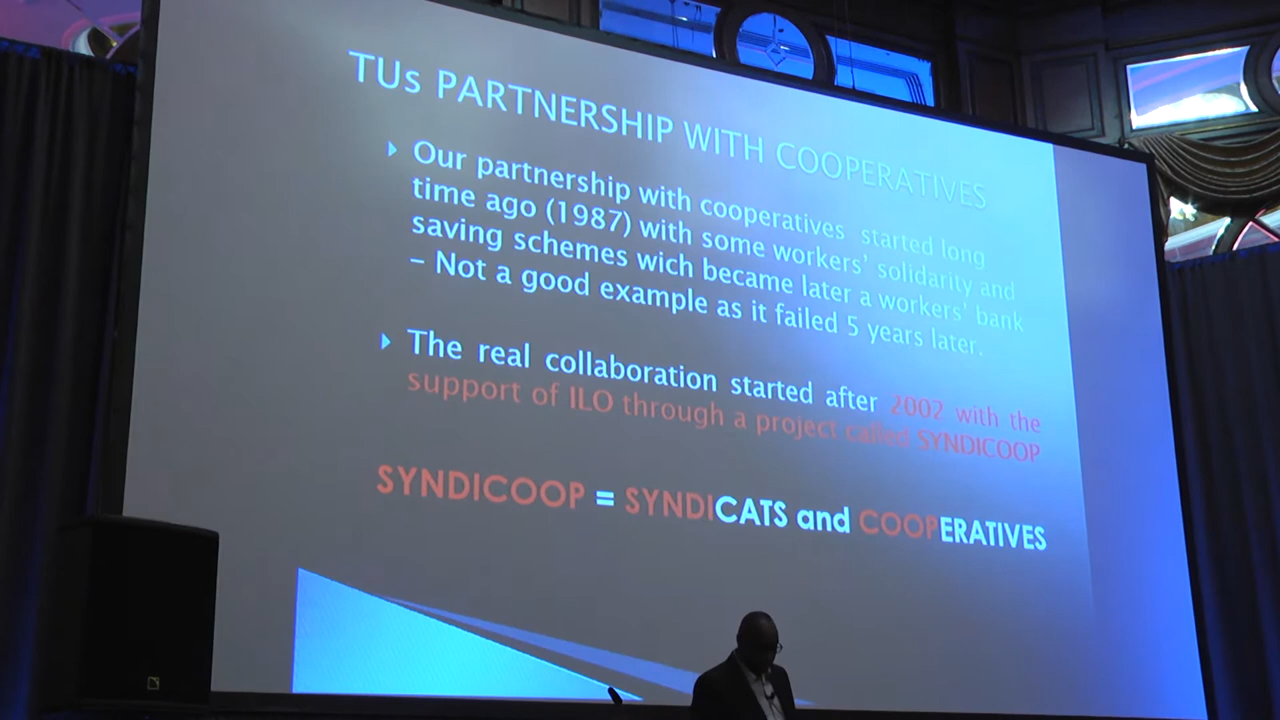 TUs PARTNERSHIP WITH COOPERATIVES
Our partnership with cooperatives started long
time ago (1987) with some workers' solidarity and
saving schemes wich became later a workers' bank
– Not a good example as it failed 5 years later.
The real collaboration started after 2002 with the
support of ILO through a project called SYNDICOOP
SYNDICOOP = SYNDICATS and COOPERATIVES